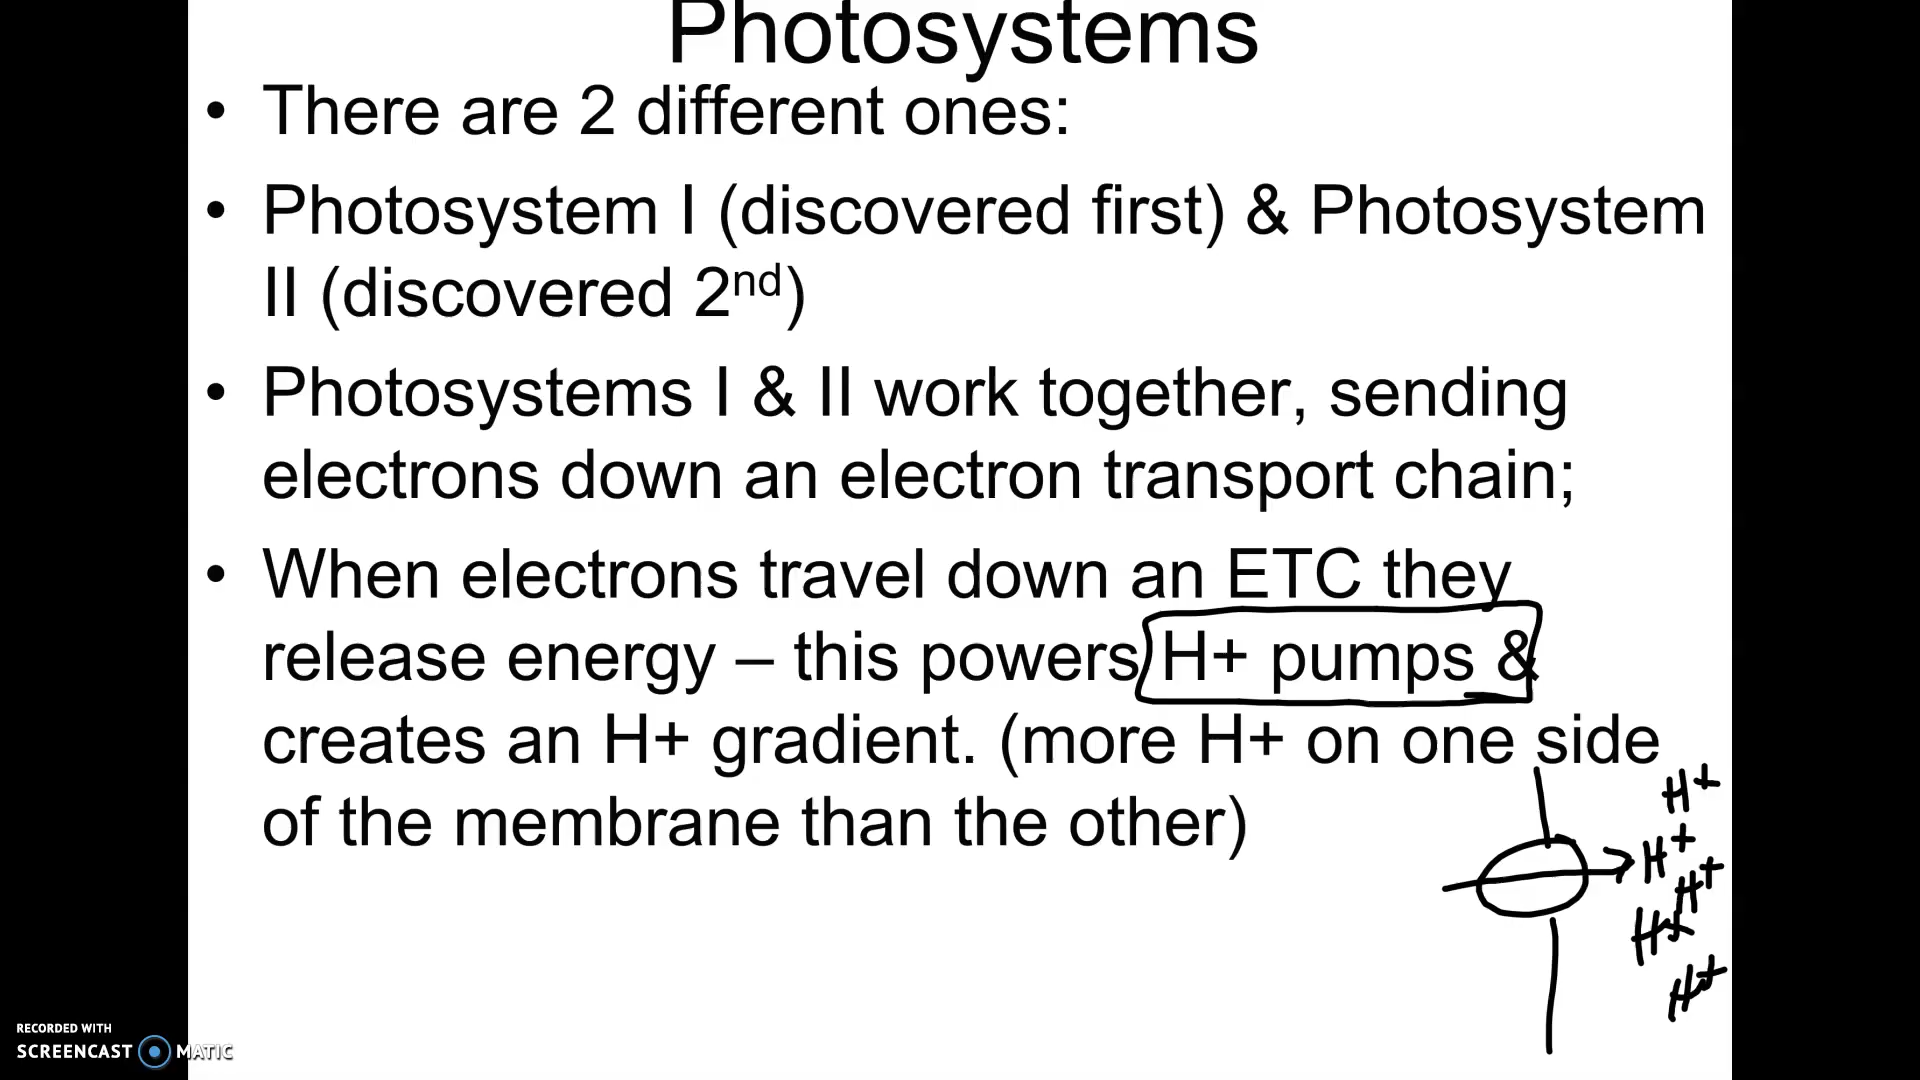 Photosystems
• There are 2 different ones:
• Photosystem I (discovered first) & Photosystem
II (discovered 2nd)
• Photosystems I & II work together, sending
electrons down an electron transport chain;
• When electrons travel down an ETC they
release energy – this powers H+ pumps &
creates an H+ gradient. (more H+ on one side
of the membrane than the other)
H+
H+
H+
H+
H+
RECORDED WITH
SCREENCAST MATIC